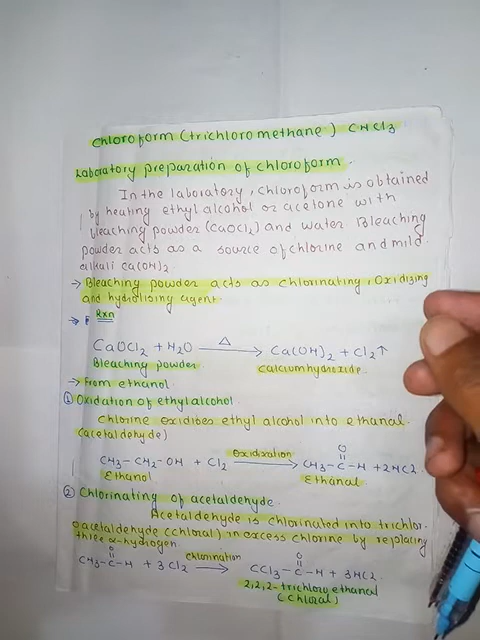 Chloroform (trichloromethane) CHCl3
Laboratory preparation of chloroform.
In the laboratory, chloroform is obtained
by heating ethyl alcohol or acetone with
bleaching powder (CaOCl2) and water Bleaching
powder acts as a source of chlorine and mild.
alkali Ca(OH)2
→ Bleaching powder acts as chlorinating, Oxidizing
and hydrolising agent.
→ Rxn
CaOCl2 + H2O —Δ→ Ca(OH)2 + Cl2↑
Bleaching powder calcium hydroxide.
→ From ethanol
① Oxidation of ethyl alcohol.
Chlorine oxidises ethyl alcohol into ethanal.
(acetaldehyde)
CH3-CH2-OH + Cl2 —Oxidization→ CH3-C(=O)-H + 2HCl.
Ethanol Ethanal
② Chlorinating of acetaldehyde.
Acetaldehyde is chlorinated into trichlor-
oacetaldehyde (chloral) in excess chlorine by replacing
three α-hydrogen.
CH3-C(=O)-H + 3Cl2 —chlorination→ CCl3-C(=O)-H + 3HCl.
2,2,2-trichloroethanal
(Chloral)